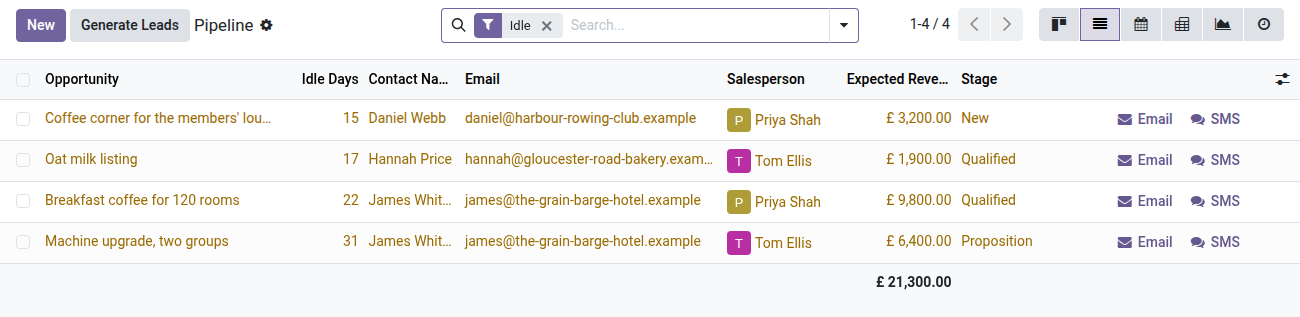 New Generate Leads Pipeline Idle Search... 1-4 / 4
Opportunity Idle Days Contact Na... Email Salesperson Expected Reve... Stage
Coffee corner for the members' lou... 15 Daniel Webb daniel@harbour-rowing-club.example P Priya Shah £ 3,200.00 New Email SMS
Oat milk listing 17 Hannah Price hannah@gloucester-road-bakery.exam... T Tom Ellis £ 1,900.00 Qualified Email SMS
Breakfast coffee for 120 rooms 22 James Whit... james@the-grain-barge-hotel.example P Priya Shah £ 9,800.00 Qualified Email SMS
Machine upgrade, two groups 31 James Whit... james@the-grain-barge-hotel.example T Tom Ellis £ 6,400.00 Proposition Email SMS
£ 21,300.00